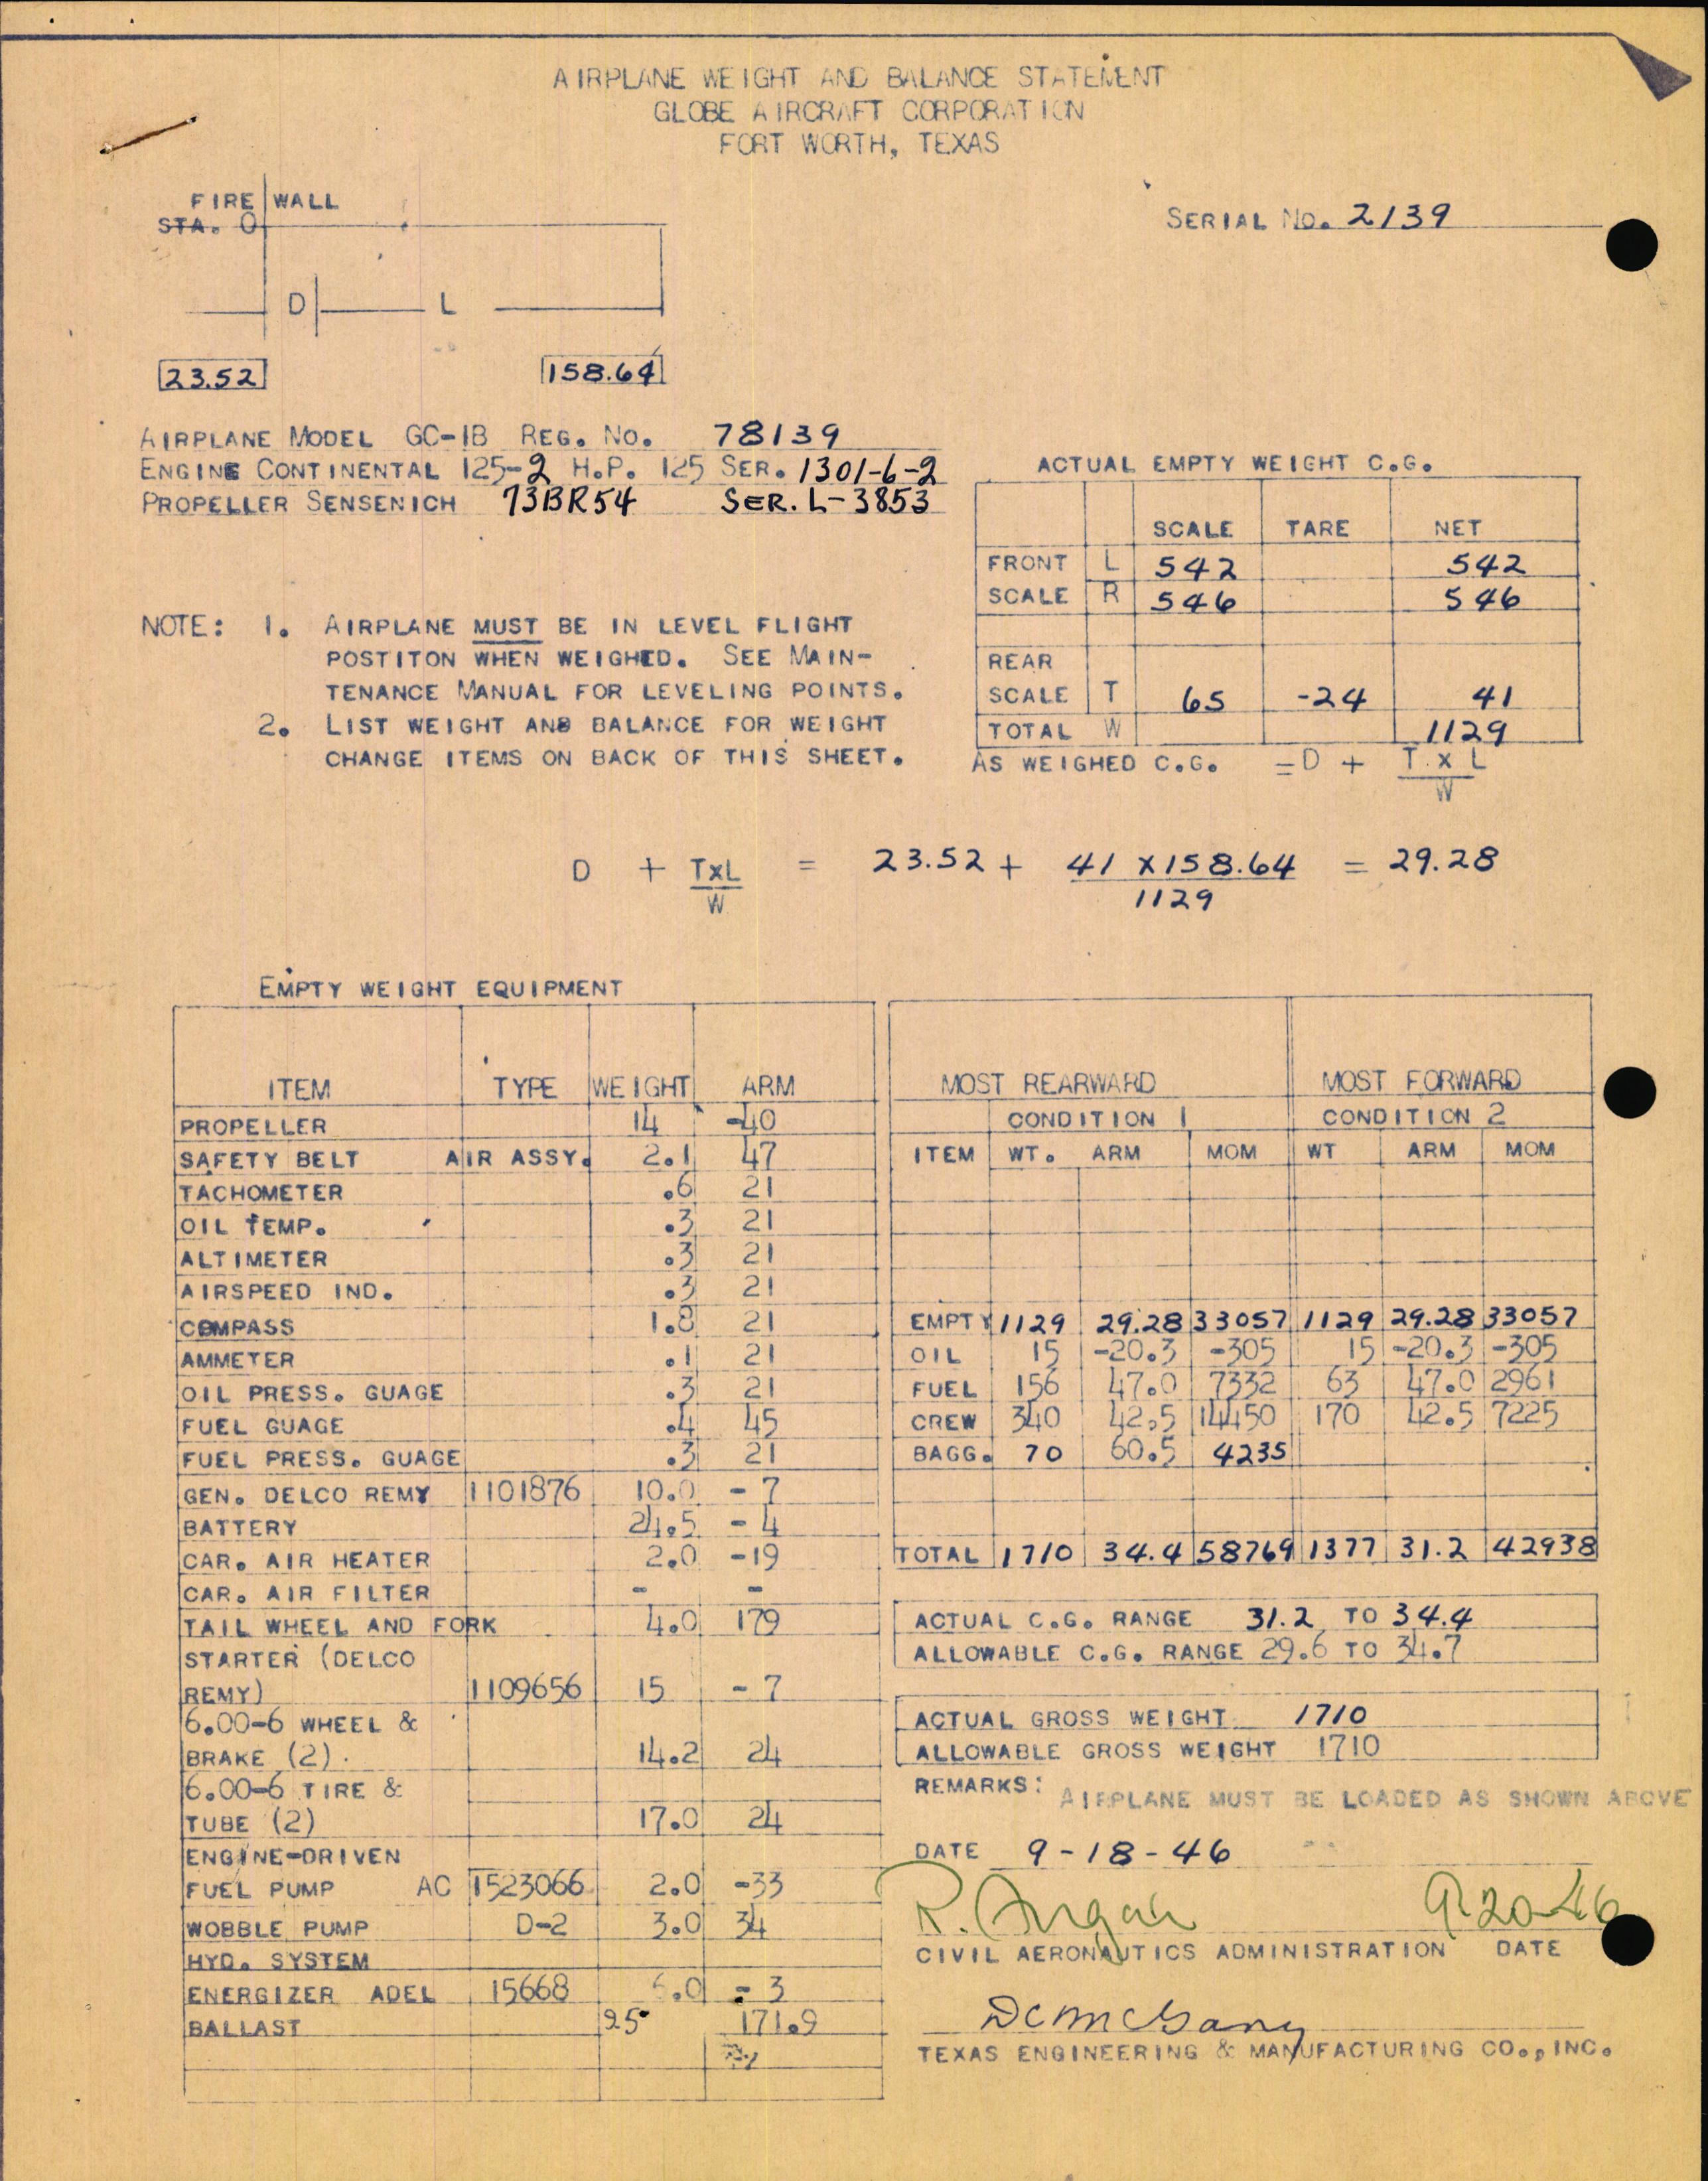 AIRPLANE WEIGHT AND BALANCE STATEMENT
GLOBE AIRCRAFT CORPORATION
FORT WORTH, TEXAS
FIRE WALL
STA. 0
SERIAL NO. 2139
D L
23.52 158.64
AIRPLANE MODEL GC-1B REG. NO. 78139
ENGINE CONTINENTAL 125-2 H.P. 125 SER. 1301-6-2
PROPELLER SENSENICH 73BR54 SER. L-3853
ACTUAL EMPTY WEIGHT C.G.
SCALE TARE NET
FRONT L 542 542
SCALE R 546 546
REAR
SCALE T 65 -24 41
TOTAL W 1129
AS WEIGHED C.G. = D + T x L
W
NOTE: 1. AIRPLANE MUST BE IN LEVEL FLIGHT
POSTITON WHEN WEIGHED. SEE MAIN-
TENANCE MANUAL FOR LEVELING POINTS.
2. LIST WEIGHT AND BALANCE FOR WEIGHT
CHANGE ITEMS ON BACK OF THIS SHEET.
D + TxL = 23.52 + 41 x 158.64 = 29.28
W 1129
EMPTY WEIGHT EQUIPMENT
ITEM TYPE WEIGHT ARM
PROPELLER 14 -40
SAFETY BELT AIR ASSY. 2.1 47
TACHOMETER .6 21
OIL TEMP. .3 21
ALTIMETER .3 21
AIRSPEED IND. .3 21
COMPASS 1.8 21
AMMETER .1 21
OIL PRESS. GUAGE .3 21
FUEL GUAGE .4 45
FUEL PRESS. GUAGE .3 21
GEN. DELCO REMY 1101876 10.0 - 7
BATTERY 24.5 - 4
CAR. AIR HEATER 2.0 -19
CAR. AIR FILTER - -
TAIL WHEEL AND FORK 4.0 179
STARTER (DELCO
REMY) 1109656 15 - 7
6.00-6 WHEEL &
BRAKE (2). 14.2 24
6.00-6 TIRE &
TUBE (2) 17.0 24
ENGINE-DRIVEN
FUEL PUMP AC 1523066 2.0 -33
WOBBLE PUMP D-2 3.0 34
HYD. SYSTEM
ENERGIZER ADEL 15668 .0 - 3
BALLAST 25 171.9
MOST REARWARD MOST FORWARD
CONDITION 1 CONDITION 2
ITEM WT. ARM MOM WT ARM MOM
EMPTY 1129 29.28 33057 1129 29.28 33057
OIL 15 -20.3 -305 15 -20.3 -305
FUEL 156 47.0 7332 63 47.0 2961
CREW 340 42.5 14450 170 42.5 7225
BAGG. 70 60.5 4235
TOTAL 1710 34.4 58769 1377 31.2 42938
ACTUAL C.G. RANGE 31.2 TO 34.4
ALLOWABLE C.G. RANGE 29.6 TO 34.7
ACTUAL GROSS WEIGHT 1710
ALLOWABLE GROSS WEIGHT 1710
REMARKS: AIRPLANE MUST BE LOADED AS SHOWN ABOVE
DATE 9-18-46
R. 9-20-46
CIVIL AERONAUTICS ADMINISTRATION DATE
TEXAS ENGINEERING & MANUFACTURING CO., INC.